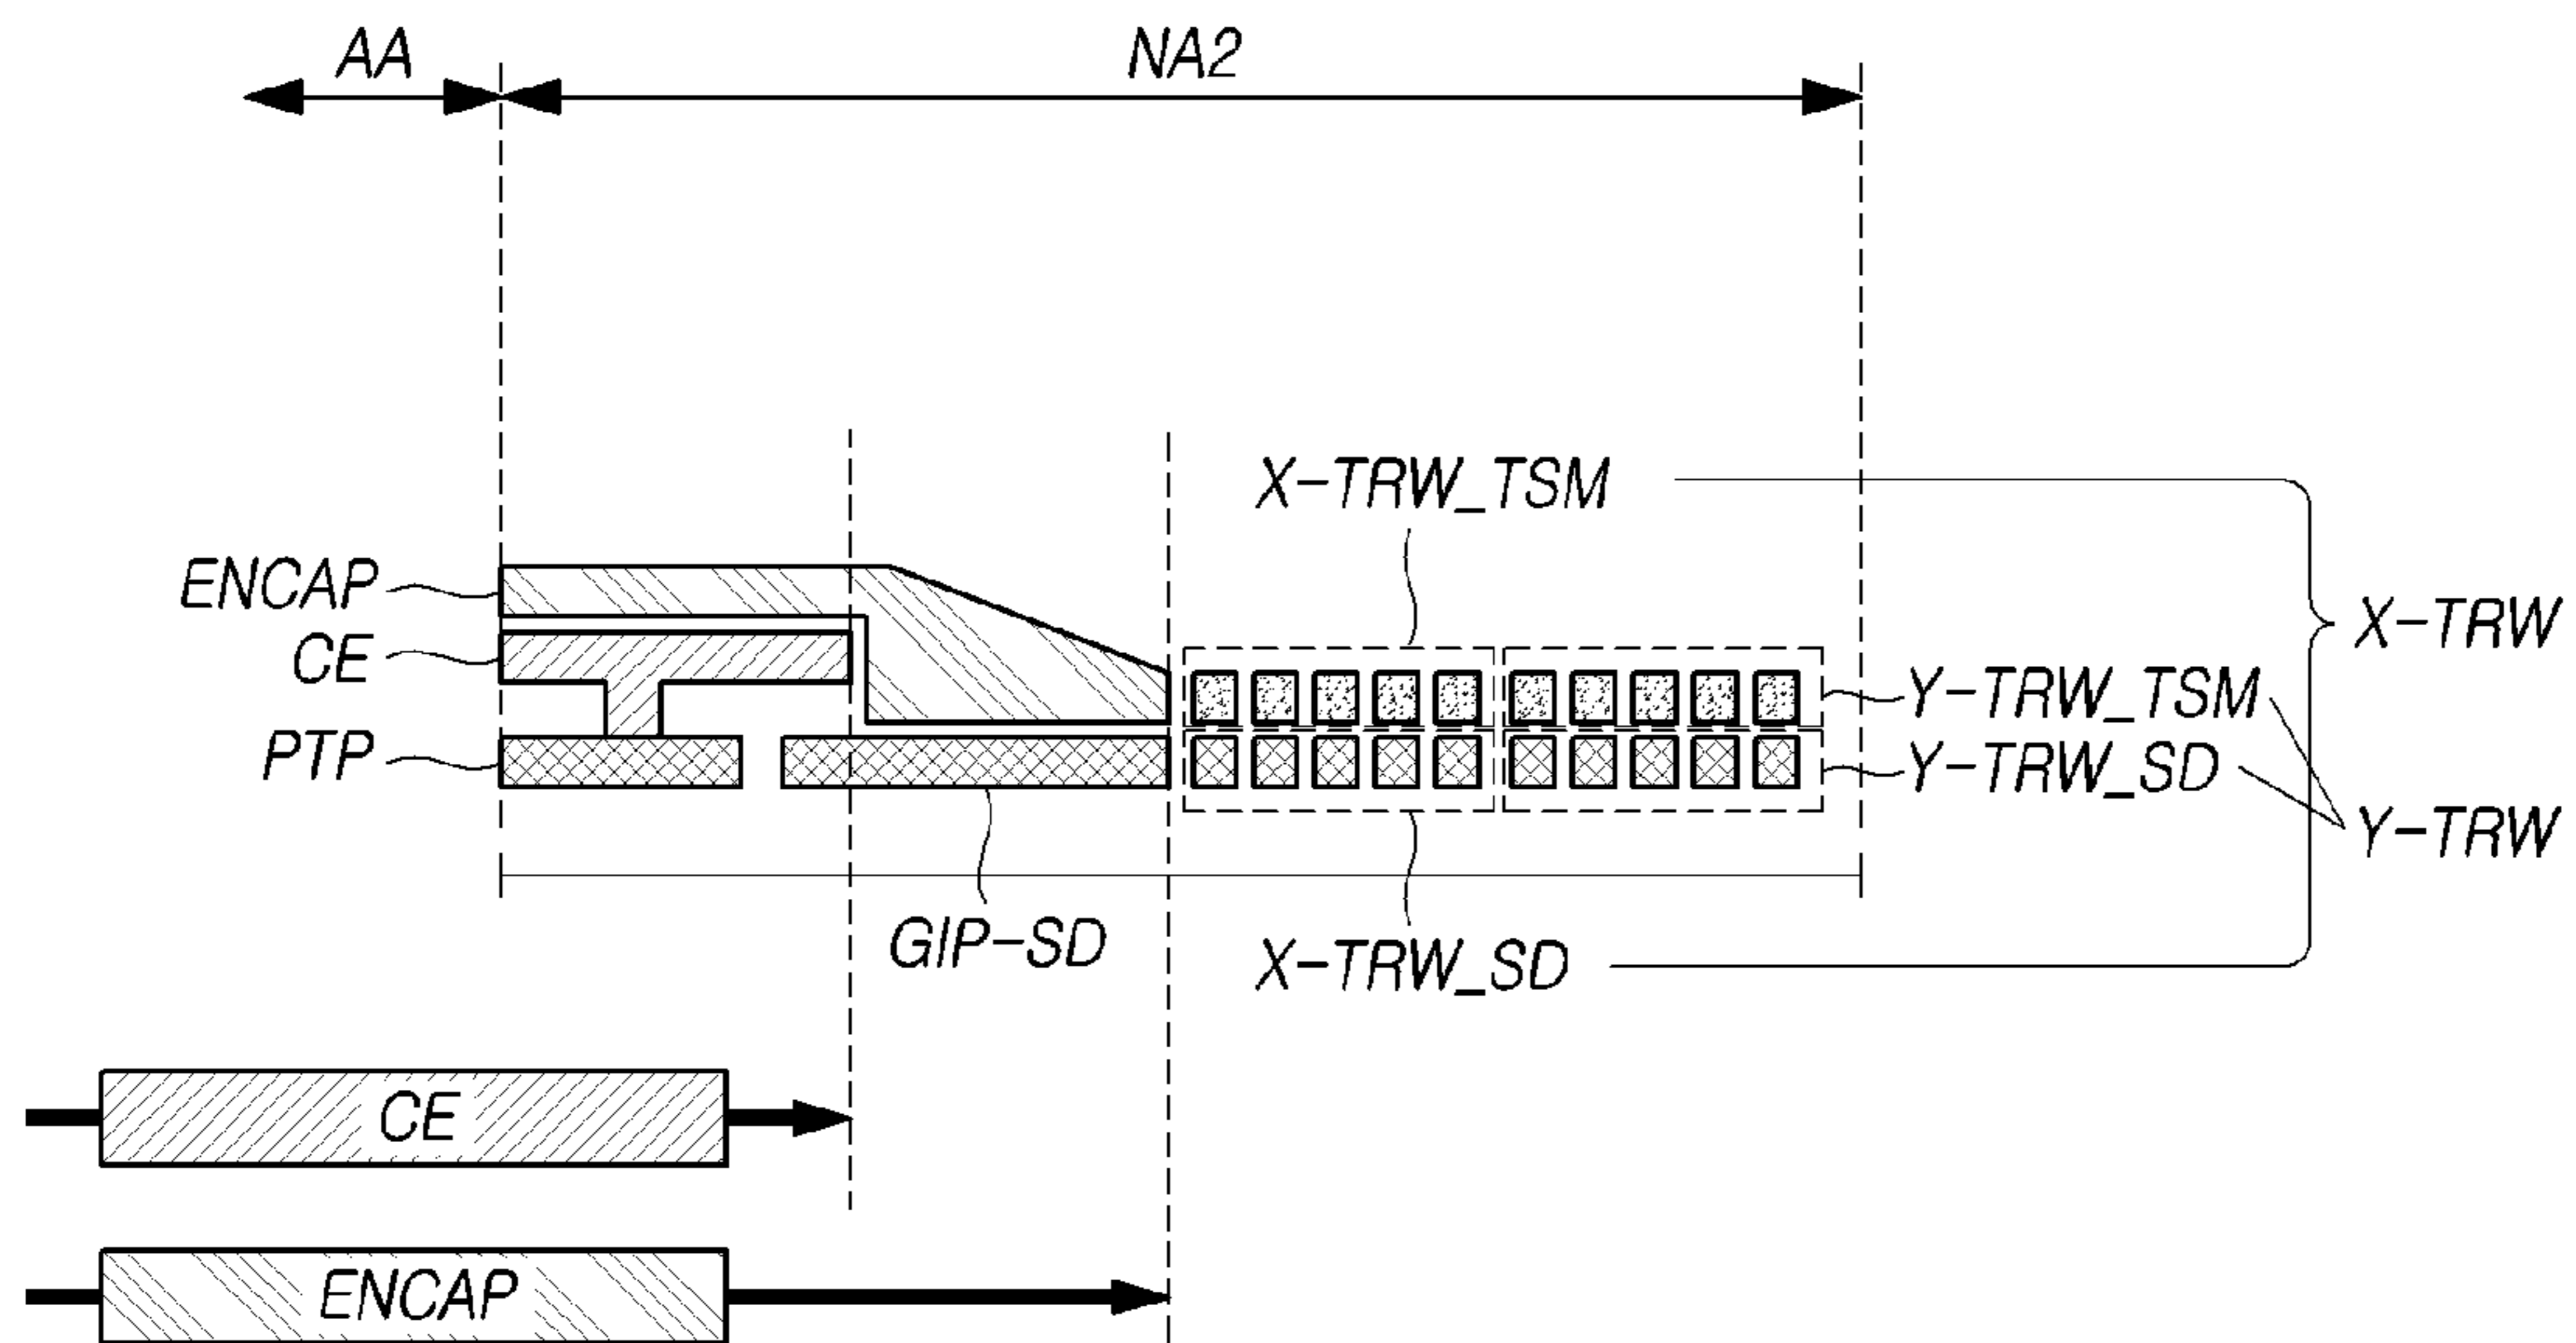 AA
NA2
X-TRW_TSM
ENCAP
X-TRW
CE
Y-TRW_TSM
PTP
Y-TRW_SD
Y-TRW
GIP-SD
X-TRW_SD
CE
ENCAP